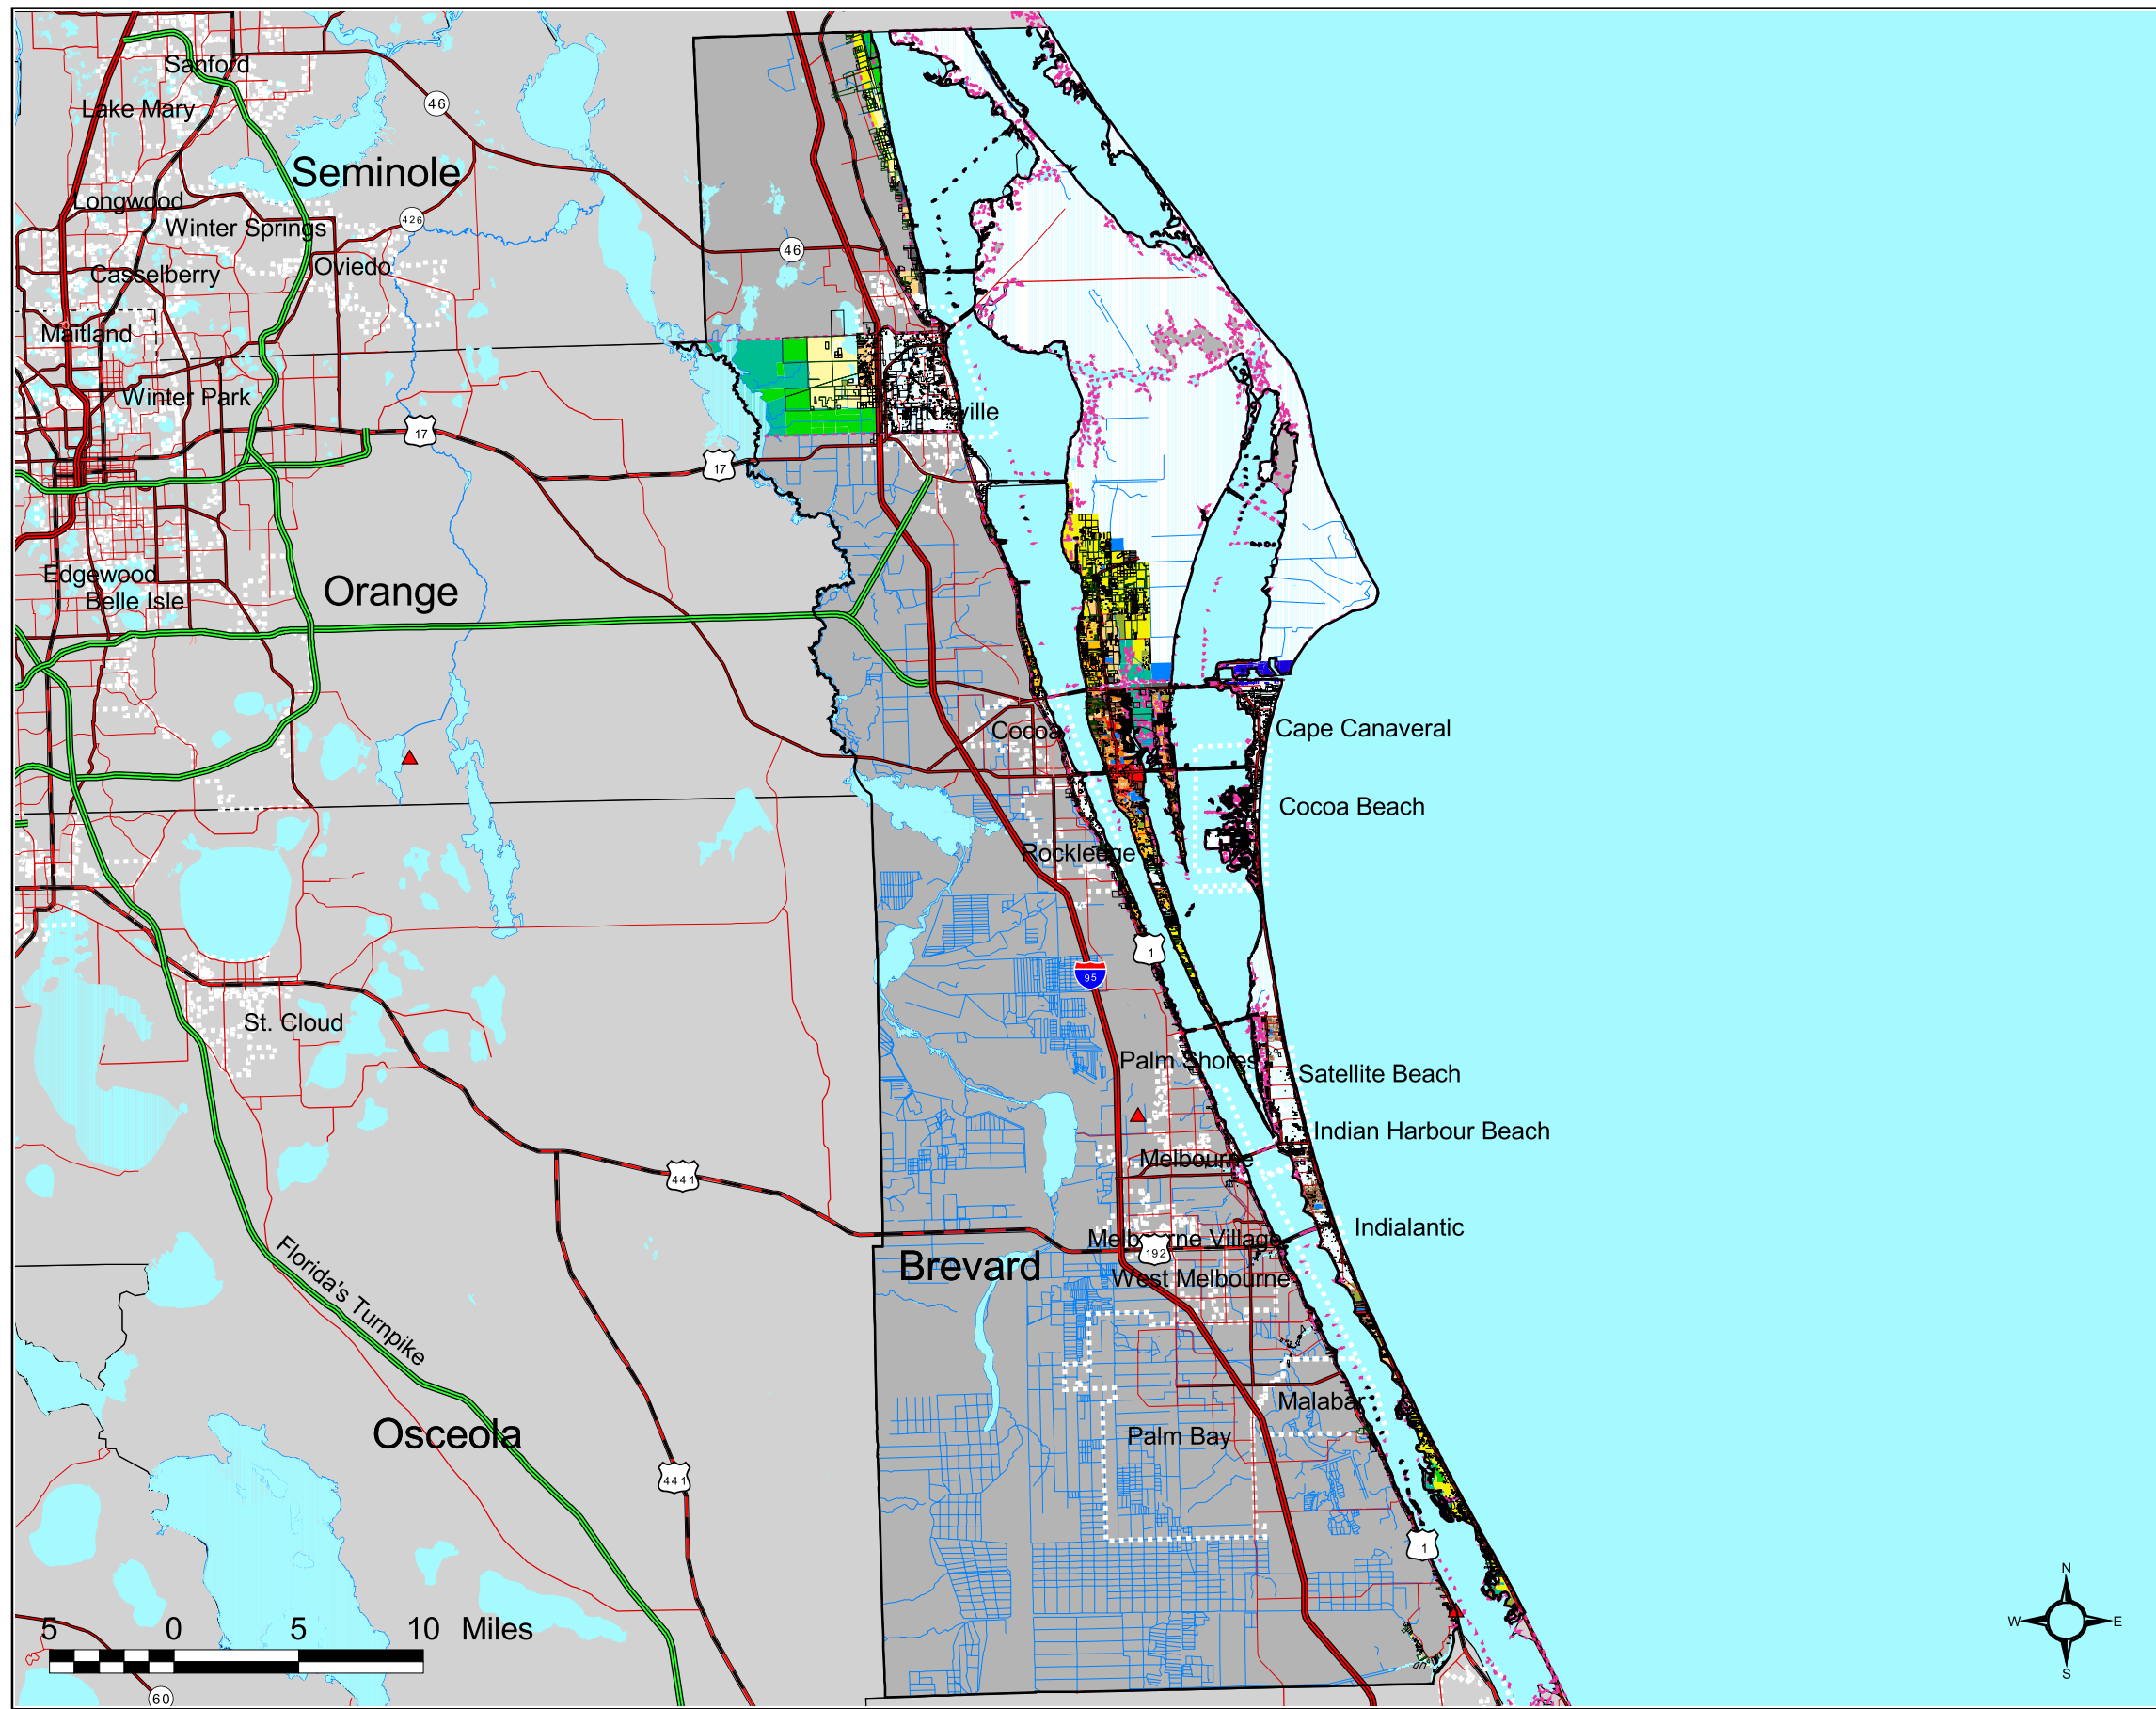 Sanford
Lake Mary
46
Seminole
Longwood
426
Winter Springs
46
Oviedo
Casselberry
Maitland
Winter Park
17
17
Edgewood
Orange
Belle Isle
Cocoa
Cape Canaveral
Cocoa Beach
Rockledge
1
95
St. Cloud
Palm Shores
Satellite Beach
Indian Harbour Beach
Melbourne
441
Indialantic
Melbourne Village
192
Brevard
West Melbourne
Florida's Turnpike
Malabar
Osceola
Palm Bay
441
1
5 0 5 10 Miles
60
N
W E
S